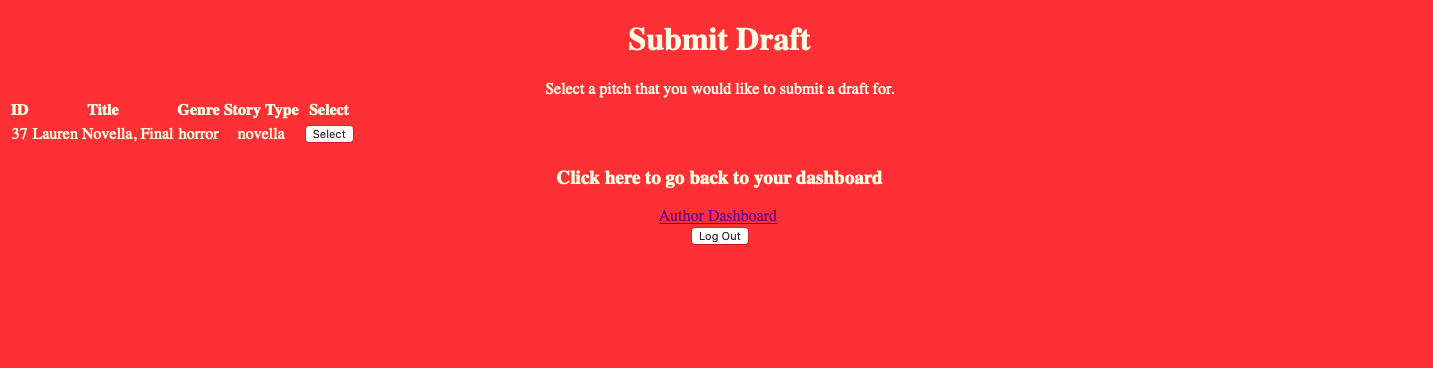 Submit Draft
Select a pitch that you would like to submit a draft for.
ID Title Genre Story Type Select
37 Lauren Novella, Final horror novella Select
Click here to go back to your dashboard
Author Dashboard
Log Out